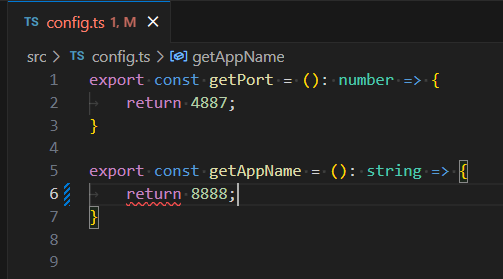 TS config.ts 1, M ×
src > TS config.ts > getAppName
1 export const getPort = (): number => {
2 return 4887;
3 }
4
5 export const getAppName = (): string => {
6 return 8888;
7 }
8
9